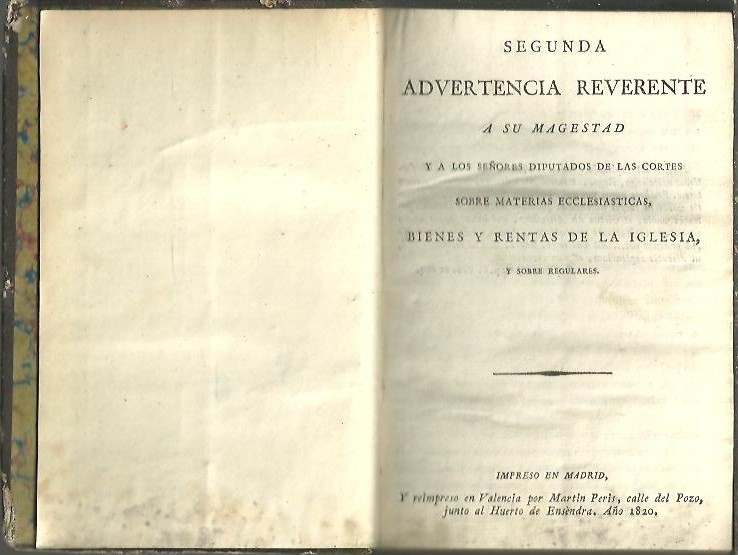 SEGUNDA
ADVERTENCIA REVERENTE
A SU MAGESTAD
Y A LOS SEÑORES DIPUTADOS DE LAS CORTES
SOBRE MATERIAS ECCLESIASTICAS,
BIENES Y RENTAS DE LA IGLESIA,
Y SOBRE REGULARES.
IMPRESO EN MADRID,
Y reimpreso en Valencia por Martin Peris, calle del Pozo,
junto al Huerto de Ensèndra. Año 1820.